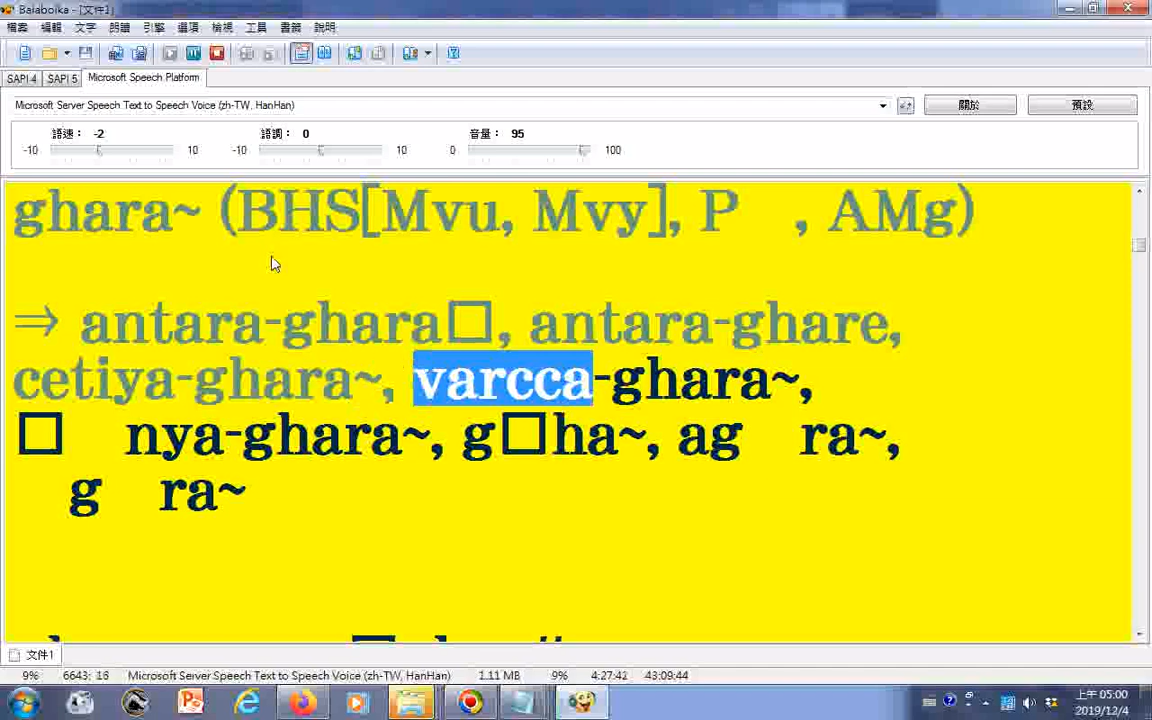 Balabolka - [文件1]
檔案 編輯 文字 朗讀 引擎 選項 檢視 工具 書籤 說明
SAPI 4 SAPI 5 Microsoft Speech Platform
Microsoft Server Speech Text to Speech Voice (zh-TW, HanHan)
關於 預設
語速: -2 語調: 0 音量: 95
-10 10 -10 10 0 100
ghara~ (BHS[Mvu, Mvy], P , AMg)
⇒ antara-ghara□, antara-ghare,
cetiya-ghara~, varcca-ghara~,
□ nya-ghara~, g□ha~, ag ra~,
g ra~
文件1
9% 6643: 16 Microsoft Server Speech Text to Speech Voice (zh-TW, HanHan) 1.11 MB 9% 4:27:42 43:09:44
上午 05:00
2019/12/4